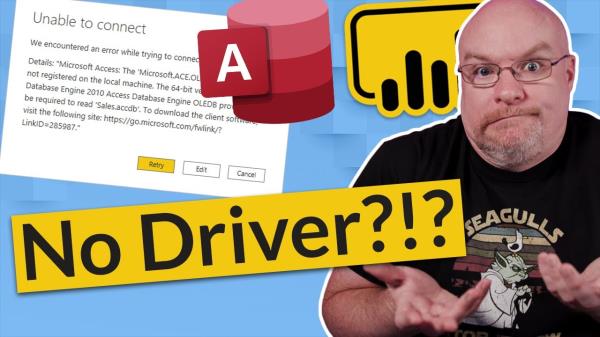 Unable to connect
We encountered an error while trying to connec
Details: "Microsoft Access: The 'Microsoft.ACE.OL
not registered on the local machine. The 64-bit ve
Database Engine 2010 Access Database Engine OLEDB pro
be required to read 'Sales.accdb'. To download the client software,
visit the following site: https://go.microsoft.com/fwlink/?
LinkID=285987."
Retry Edit Cancel
A
No Driver?!?
SEAGULLS